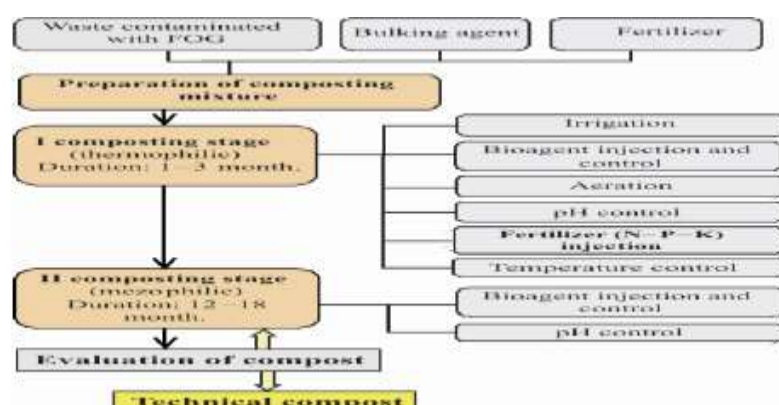 Waste contaminated
with FOG
Bulking agent
Fertilizer
Preparation of composting
mixture
I composting stage
(thermophilic)
Duration: 1–3 month.
Irrigation
Bioagent injection and
control
Aeration
pH control
Fertilizer (N–P–K)
injection
Temperature control
II composting stage
(mezophilic)
Duration: 12–18
month.
Bioagent injection and control
pH control
Evaluation of compost
Technical compost